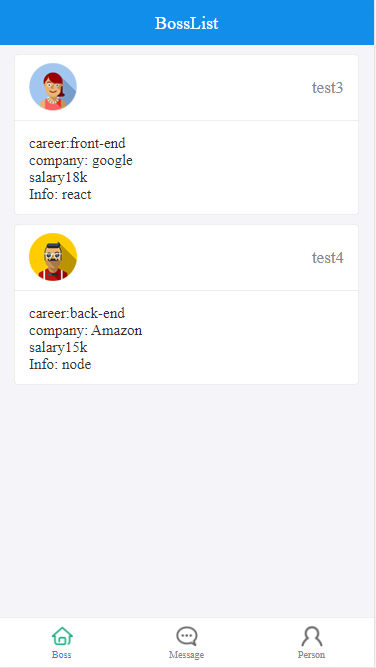 BossList
test3
career:front-end
company: google
salary18k
Info: react
test4
career:back-end
company: Amazon
salary15k
Info: node
Boss
Message
Person